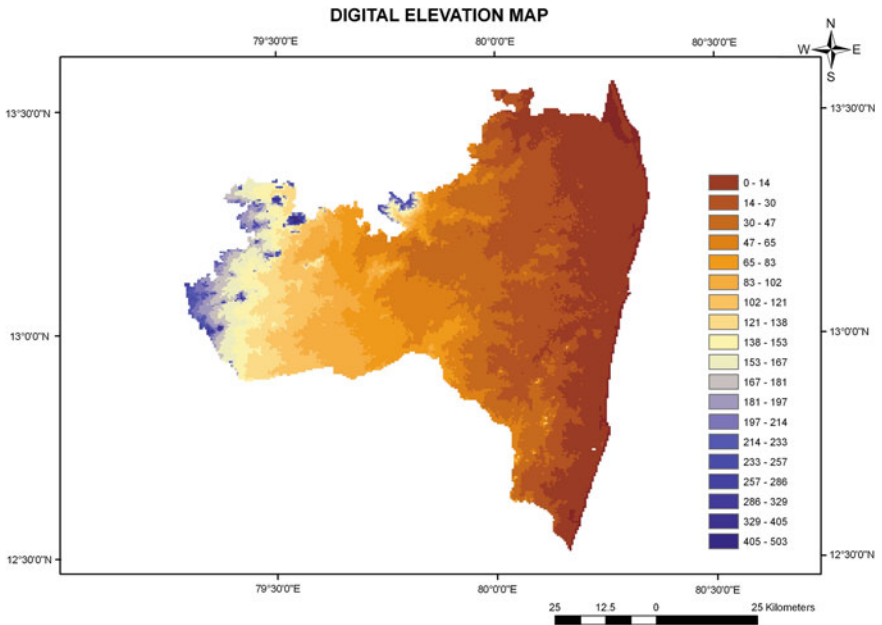 DIGITAL ELEVATION MAP
N
W E
S
79°30'0"E 80°0'0"E 80°30'0"E
13°30'0"N 13°30'0"N
0 - 14
14 - 30
30 - 47
47 - 65
65 - 83
83 - 102
102 - 121
121 - 138
138 - 153
153 - 167
167 - 181
181 - 197
197 - 214
214 - 233
233 - 257
257 - 286
286 - 329
329 - 405
405 - 503
13°0'0"N 13°0'0"N
12°30'0"N 12°30'0"N
79°30'0"E 80°0'0"E 80°30'0"E
25 12.5 0 25 Kilometers